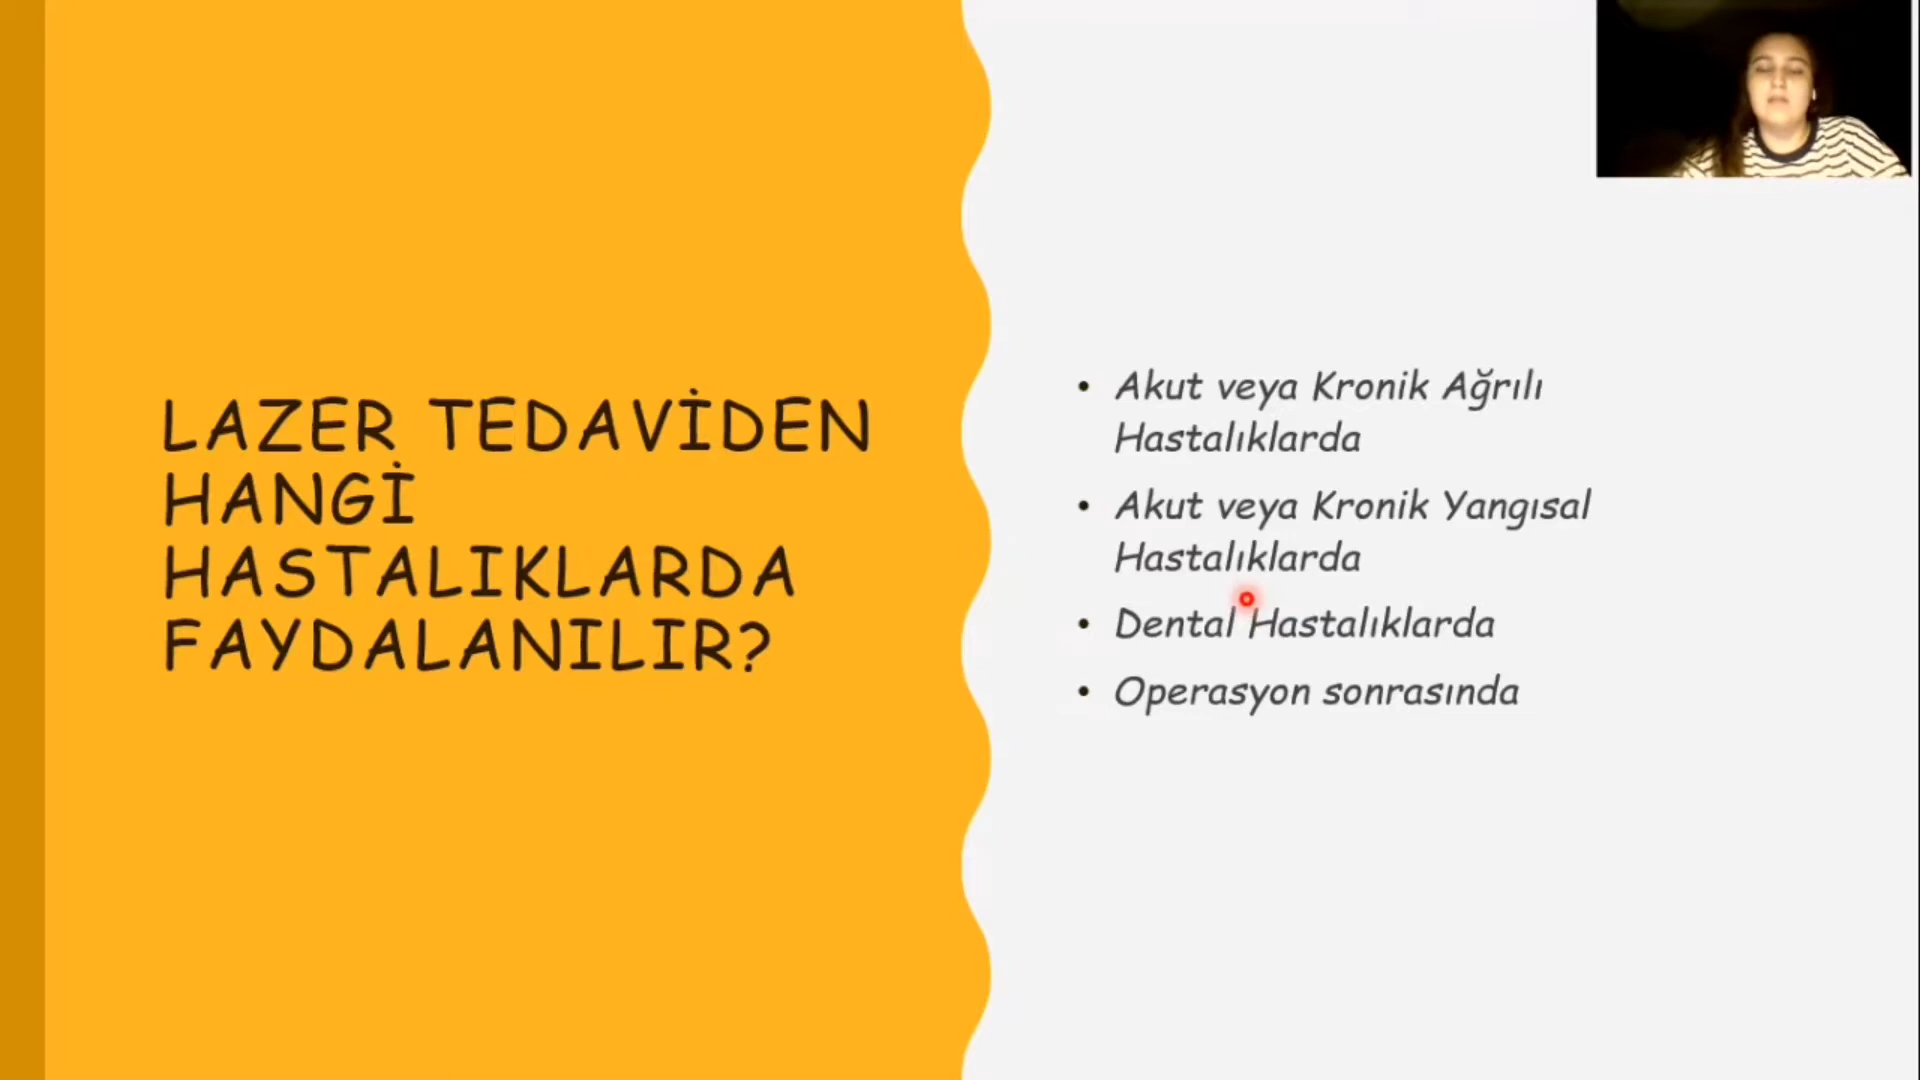 LAZER TEDAVİDEN
HANGİ
HASTALIKLARDA
FAYDALANILIR?
• Akut veya Kronik Ağrılı
Hastalıklarda
• Akut veya Kronik Yangısal
Hastalıklarda
• Dental Hastalıklarda
• Operasyon sonrasında